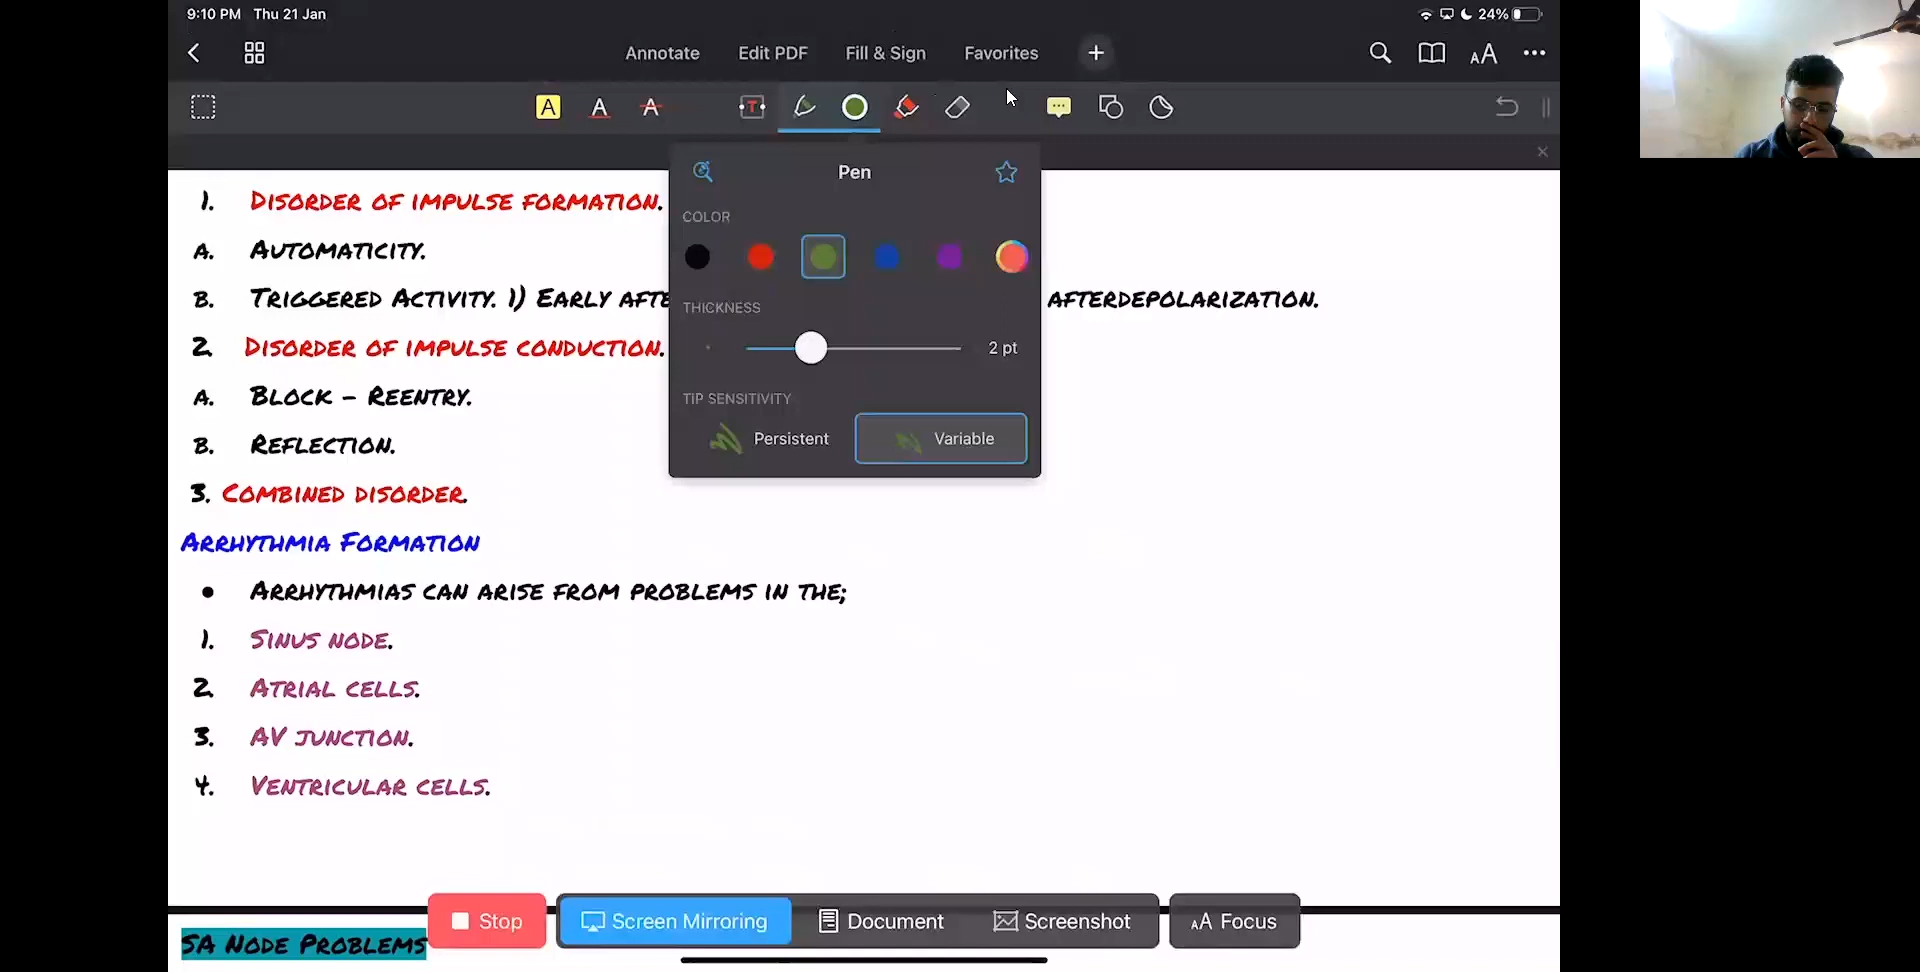 9:10 PM Thu 21 Jan 24%
Annotate Edit PDF Fill & Sign Favorites + AA
A A A T
Pen
COLOR
THICKNESS
2 pt
TIP SENSITIVITY
Persistent Variable
1. DISORDER OF IMPULSE FORMATION.
A. AUTOMATICITY.
B. TRIGGERED ACTIVITY. 1) EARLY AFTE AFTERDEPOLARIZATION.
2. DISORDER OF IMPULSE CONDUCTION.
A. BLOCK – REENTRY.
B. REFLECTION.
3. COMBINED DISORDER.
ARRHYTHMIA FORMATION
• ARRHYTHMIAS CAN ARISE FROM PROBLEMS IN THE;
1. SINUS NODE.
2. ATRIAL CELLS.
3. AV JUNCTION.
4. VENTRICULAR CELLS.
Stop Screen Mirroring Document Screenshot AA Focus
SA NODE PROBLEMS